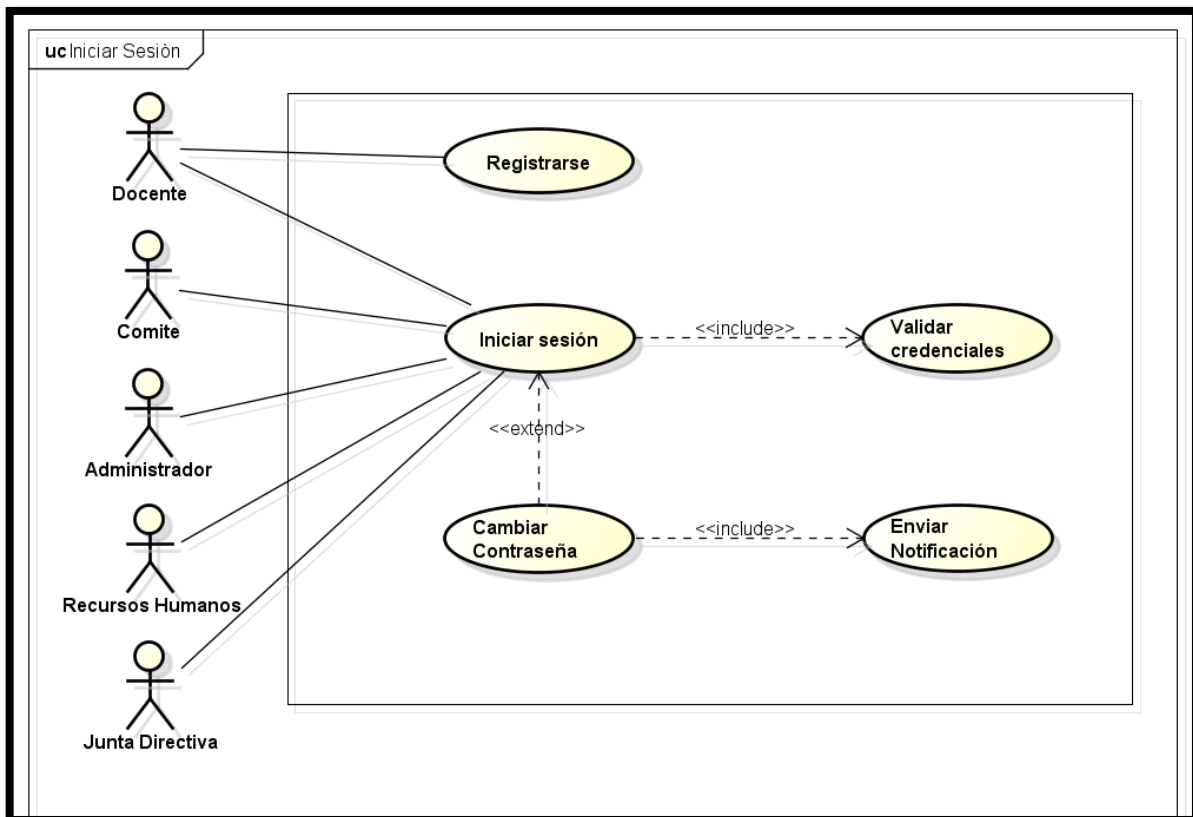 uc Iniciar Sesiòn
Docente
Registrarse
Comite
Iniciar sesión
<<include>>
Validar
credenciales
Administrador
<<extend>>
Cambiar
Contraseña
<<include>>
Enviar
Notificación
Recursos Humanos
Junta Directiva